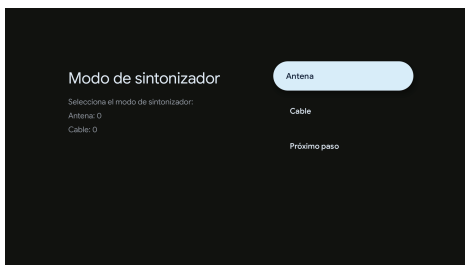 Modo de sintonizador
Selecciona el modo de sintonizador:
Antena: 0
Cable: 0
Antena
Cable
Próximo paso